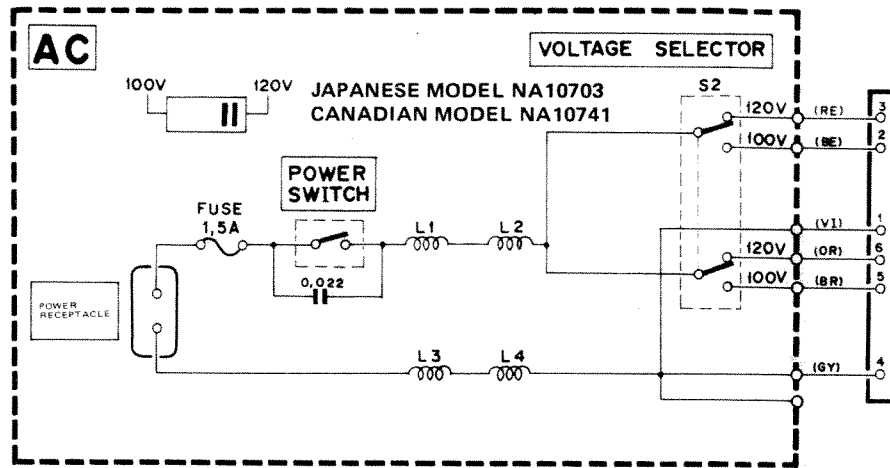 AC
VOLTAGE SELECTOR
100V
120V
JAPANESE MODEL NA10703
CANADIAN MODEL NA10741
S2
120V
(RE)
3
100V
(BE)
2
POWER
SWITCH
FUSE
1,5A
L1
L2
(VI)
1
120V
(OR)
6
100V
(BR)
5
0,022
POWER
RECEPTACLE
L3
L4
(GY)
4